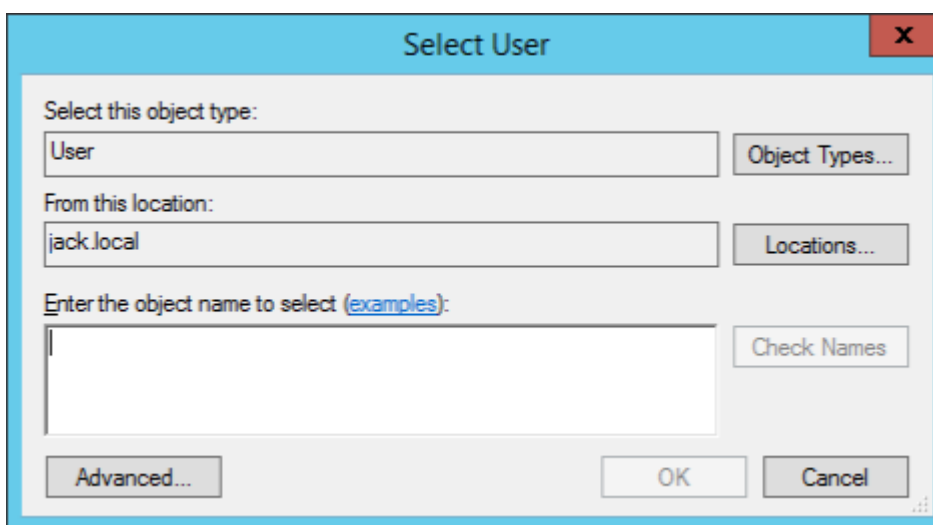 Select User
x
Select this object type:
User
Object Types...
From this location:
jack.local
Locations...
Enter the object name to select (examples):
Check Names
Advanced...
OK
Cancel